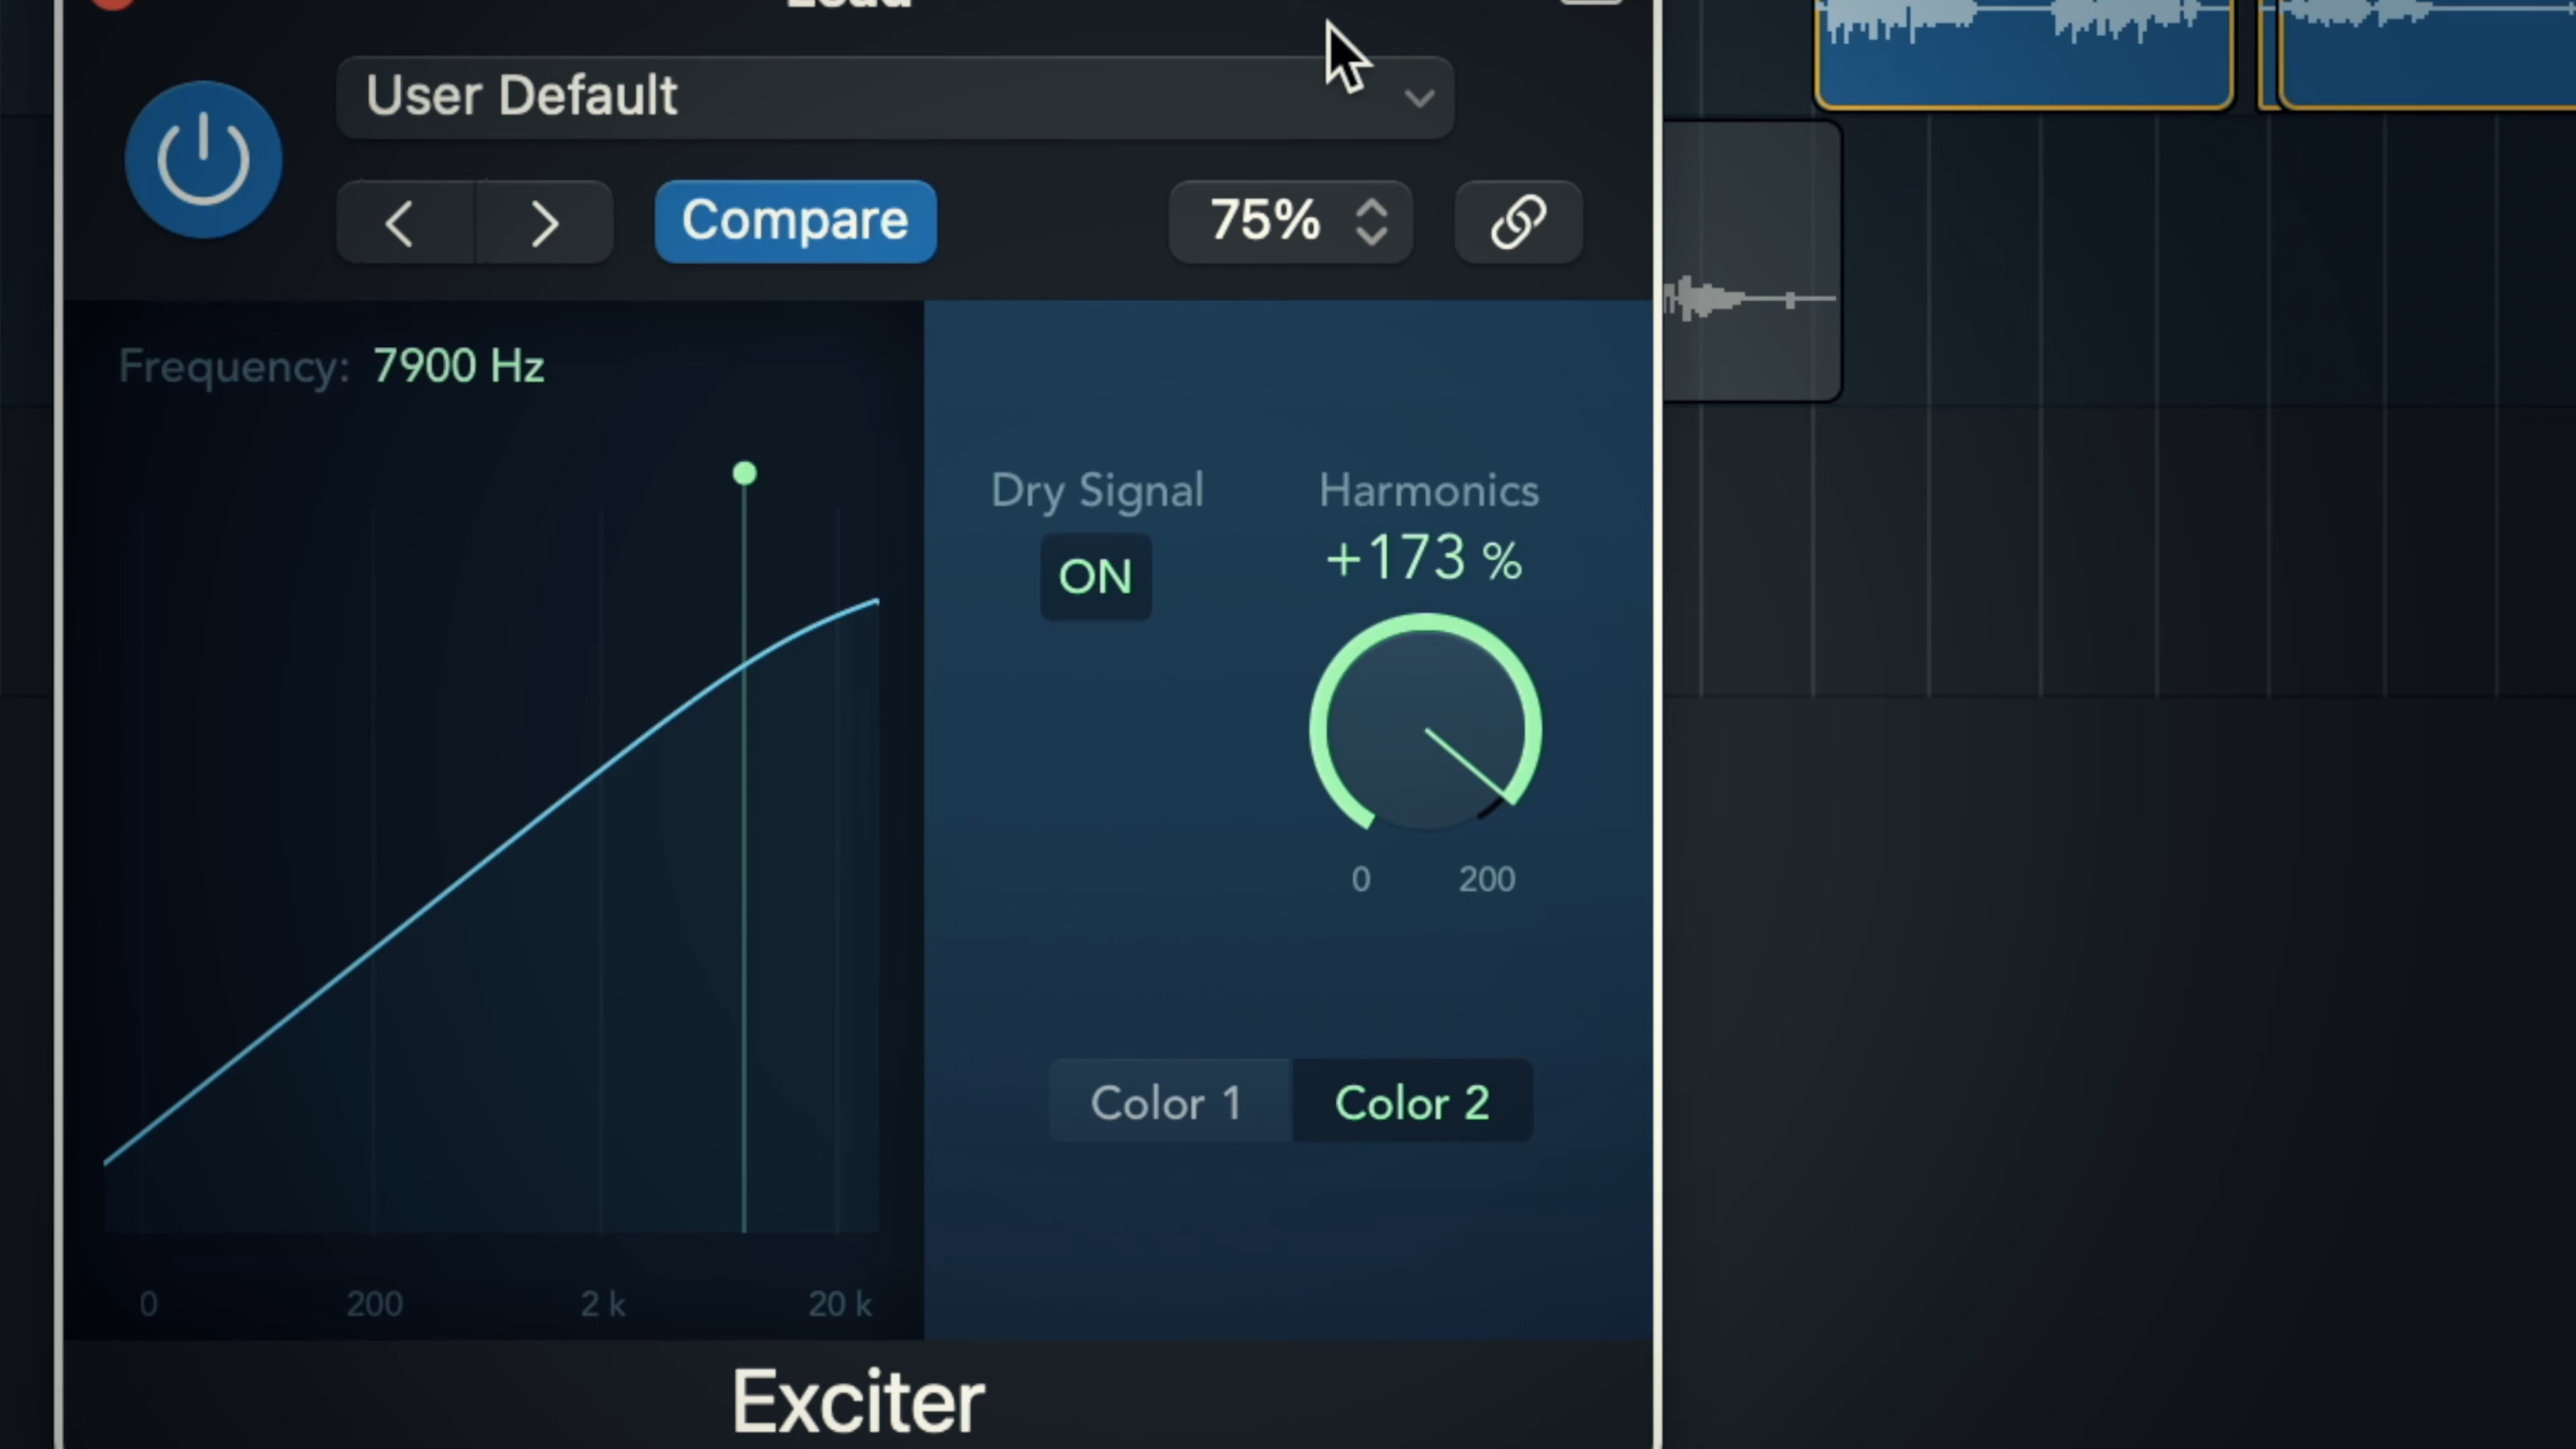 User Default
Compare
75%
Frequency: 7900 Hz
Dry Signal
Harmonics
ON
+173 %
0
200
Color 1
Color 2
0
200
2 k
20 k
Exciter